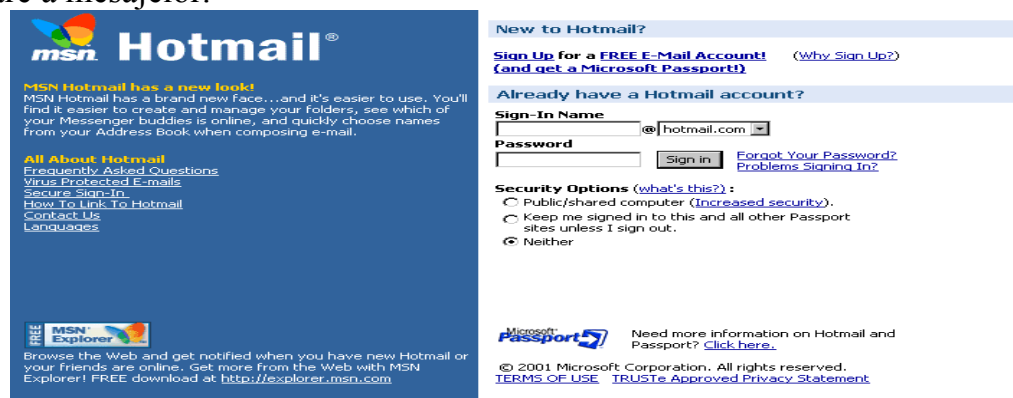 msn Hotmail®
MSN Hotmail has a new look!
MSN Hotmail has a brand new face...and it's easier to use. You'll
find it easier to create and manage your folders, see which of
your Messenger buddies is online, and quickly choose names
from your Address Book when composing e-mail.
All About Hotmail
Frequently Asked Questions
Virus Protected E-mails
Secure Sign-In
How To Link To Hotmail
Contact Us
Languages
FREE
MSN
Explorer
Browse the Web and get notified when you have new Hotmail or
your friends are online. Get more from the Web with MSN
Explorer! FREE download at http://explorer.msn.com
New to Hotmail?
Sign Up for a FREE E-Mail Account! (Why Sign Up?)
(and get a Microsoft Passport!)
Already have a Hotmail account?
Sign-In Name
@ hotmail.com
Password
Sign in
Forgot Your Password?
Problems Signing In?
Security Options (what's this?) :
Public/shared computer (Increased security).
Keep me signed in to this and all other Passport
sites unless I sign out.
Neither
Microsoft
Passport
Need more information on Hotmail and
Passport? Click here.
© 2001 Microsoft Corporation. All rights reserved.
TERMS OF USE TRUSTe Approved Privacy Statement